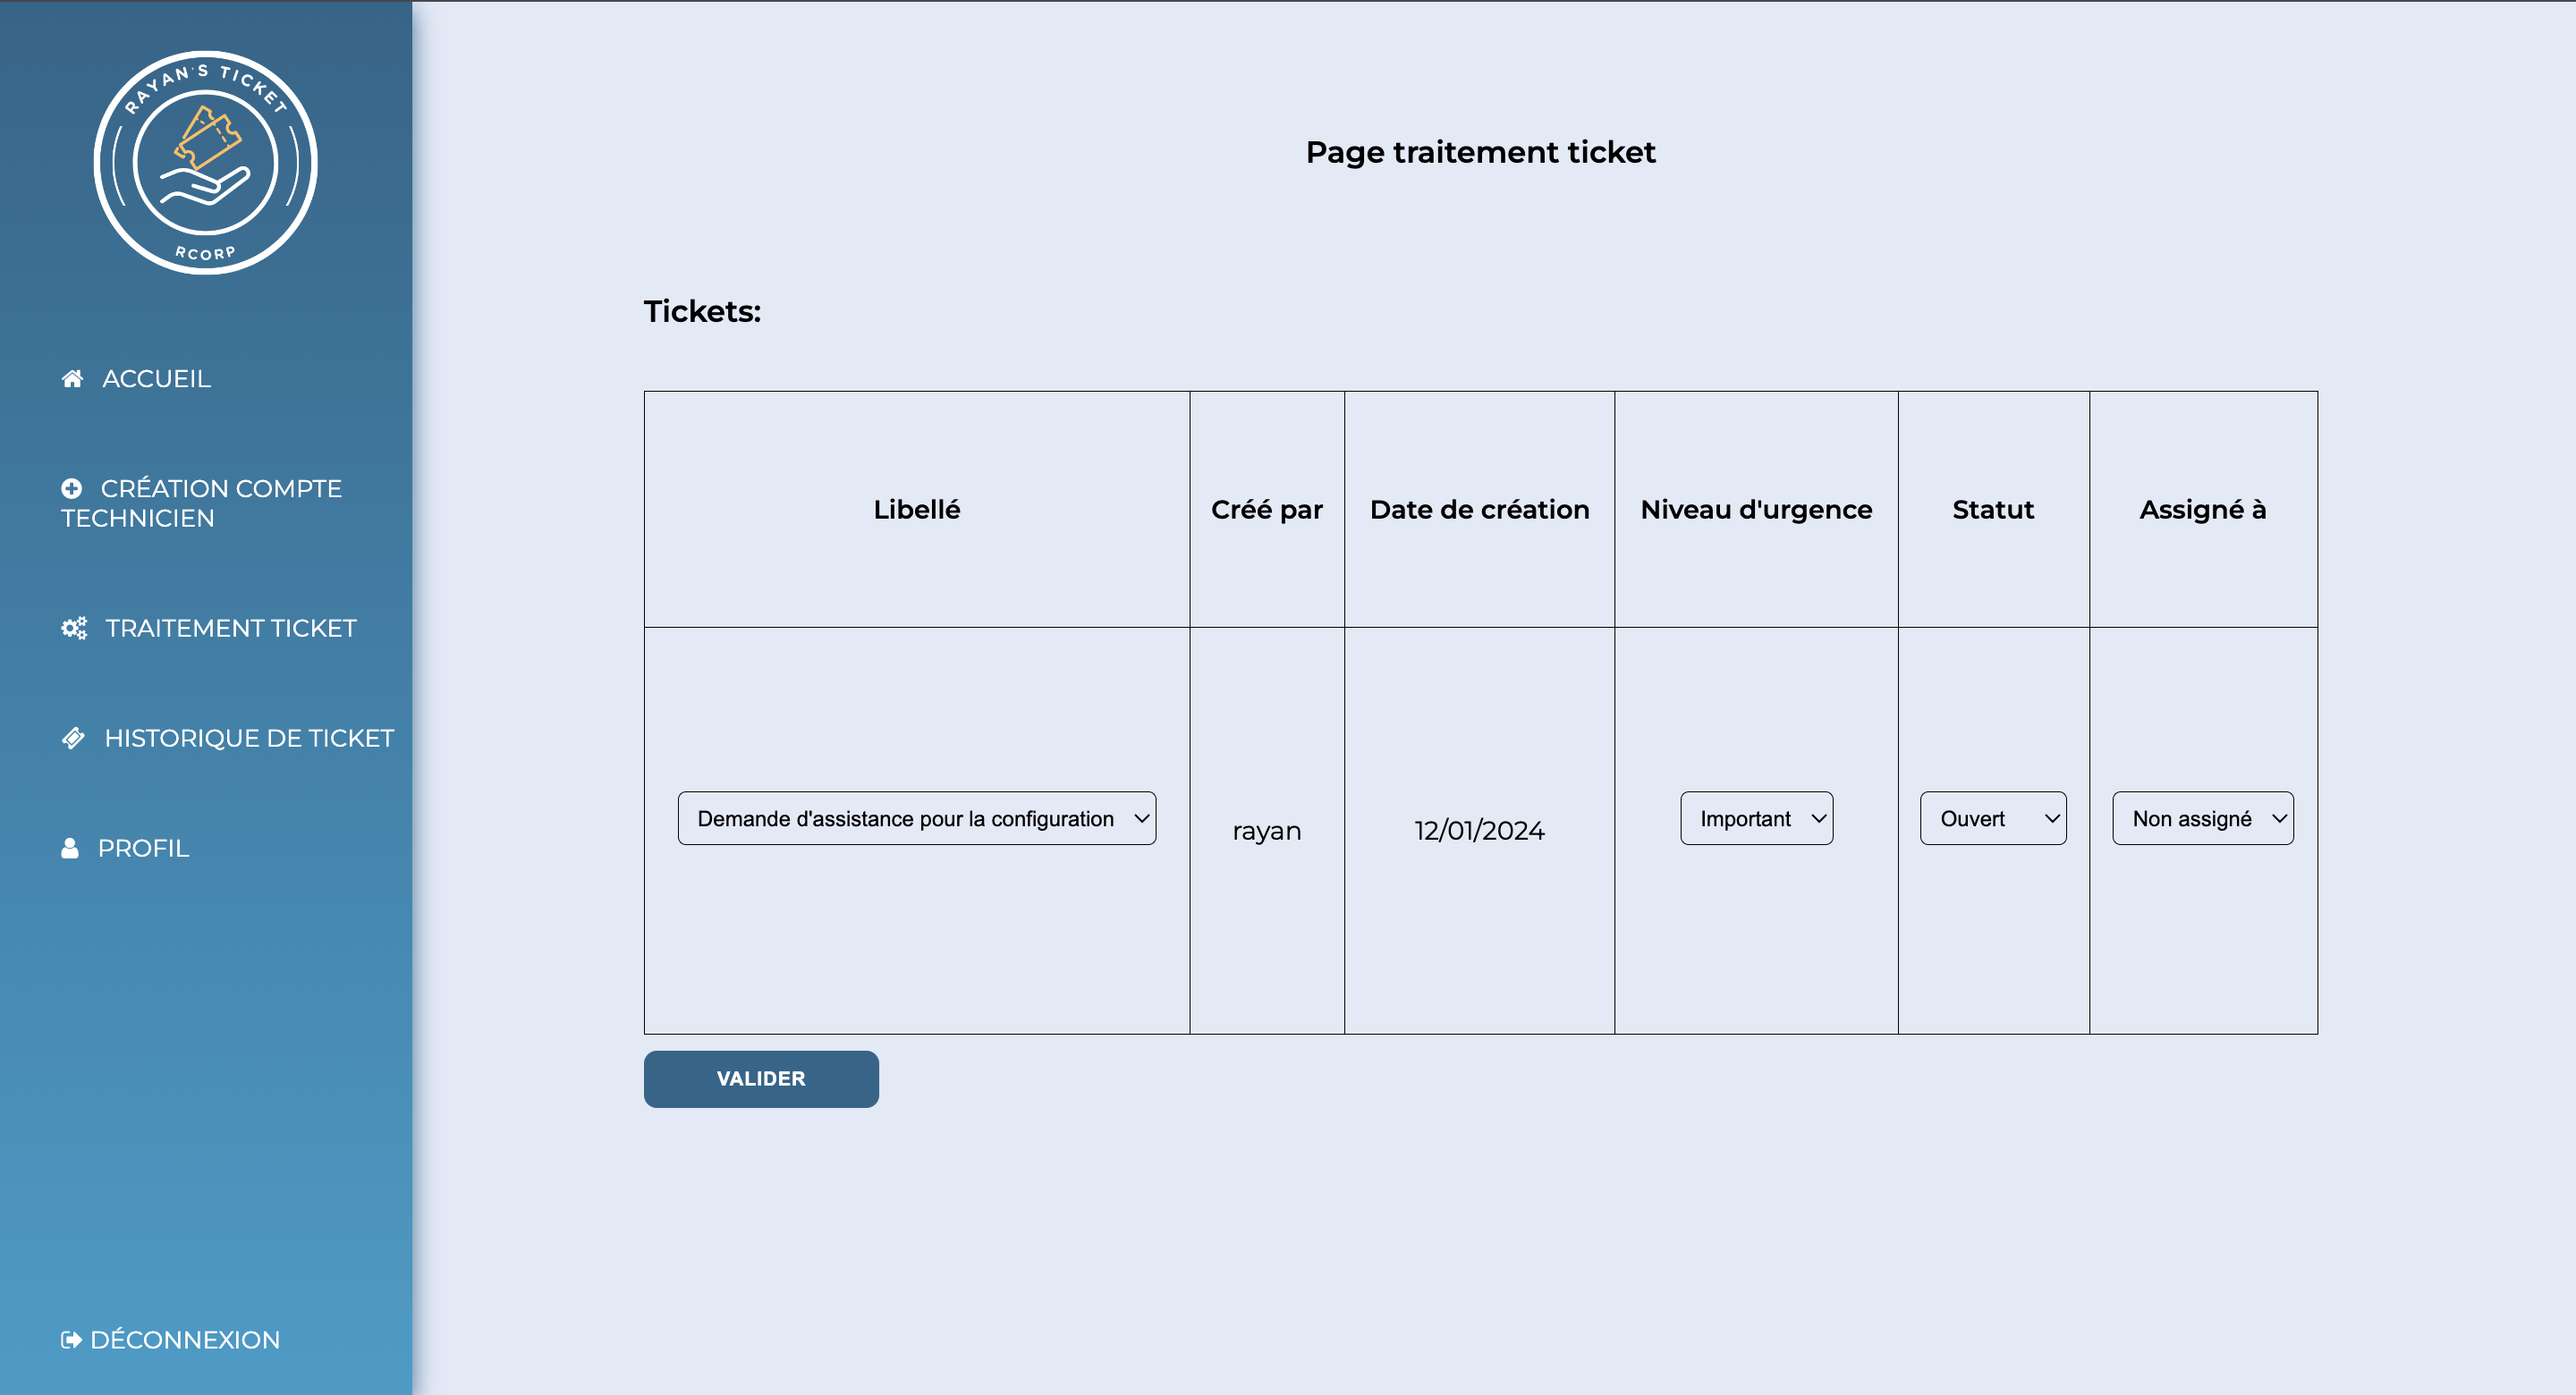 RAYAN'S TICKET
RCORP
ACCUEIL
CRÉATION COMPTE
TECHNICIEN
TRAITEMENT TICKET
HISTORIQUE DE TICKET
PROFIL
DÉCONNEXION
Page traitement ticket
Tickets:
Libellé Créé par Date de création Niveau d'urgence Statut Assigné à
Demande d'assistance pour la configuration rayan 12/01/2024 Important Ouvert Non assigné
VALIDER